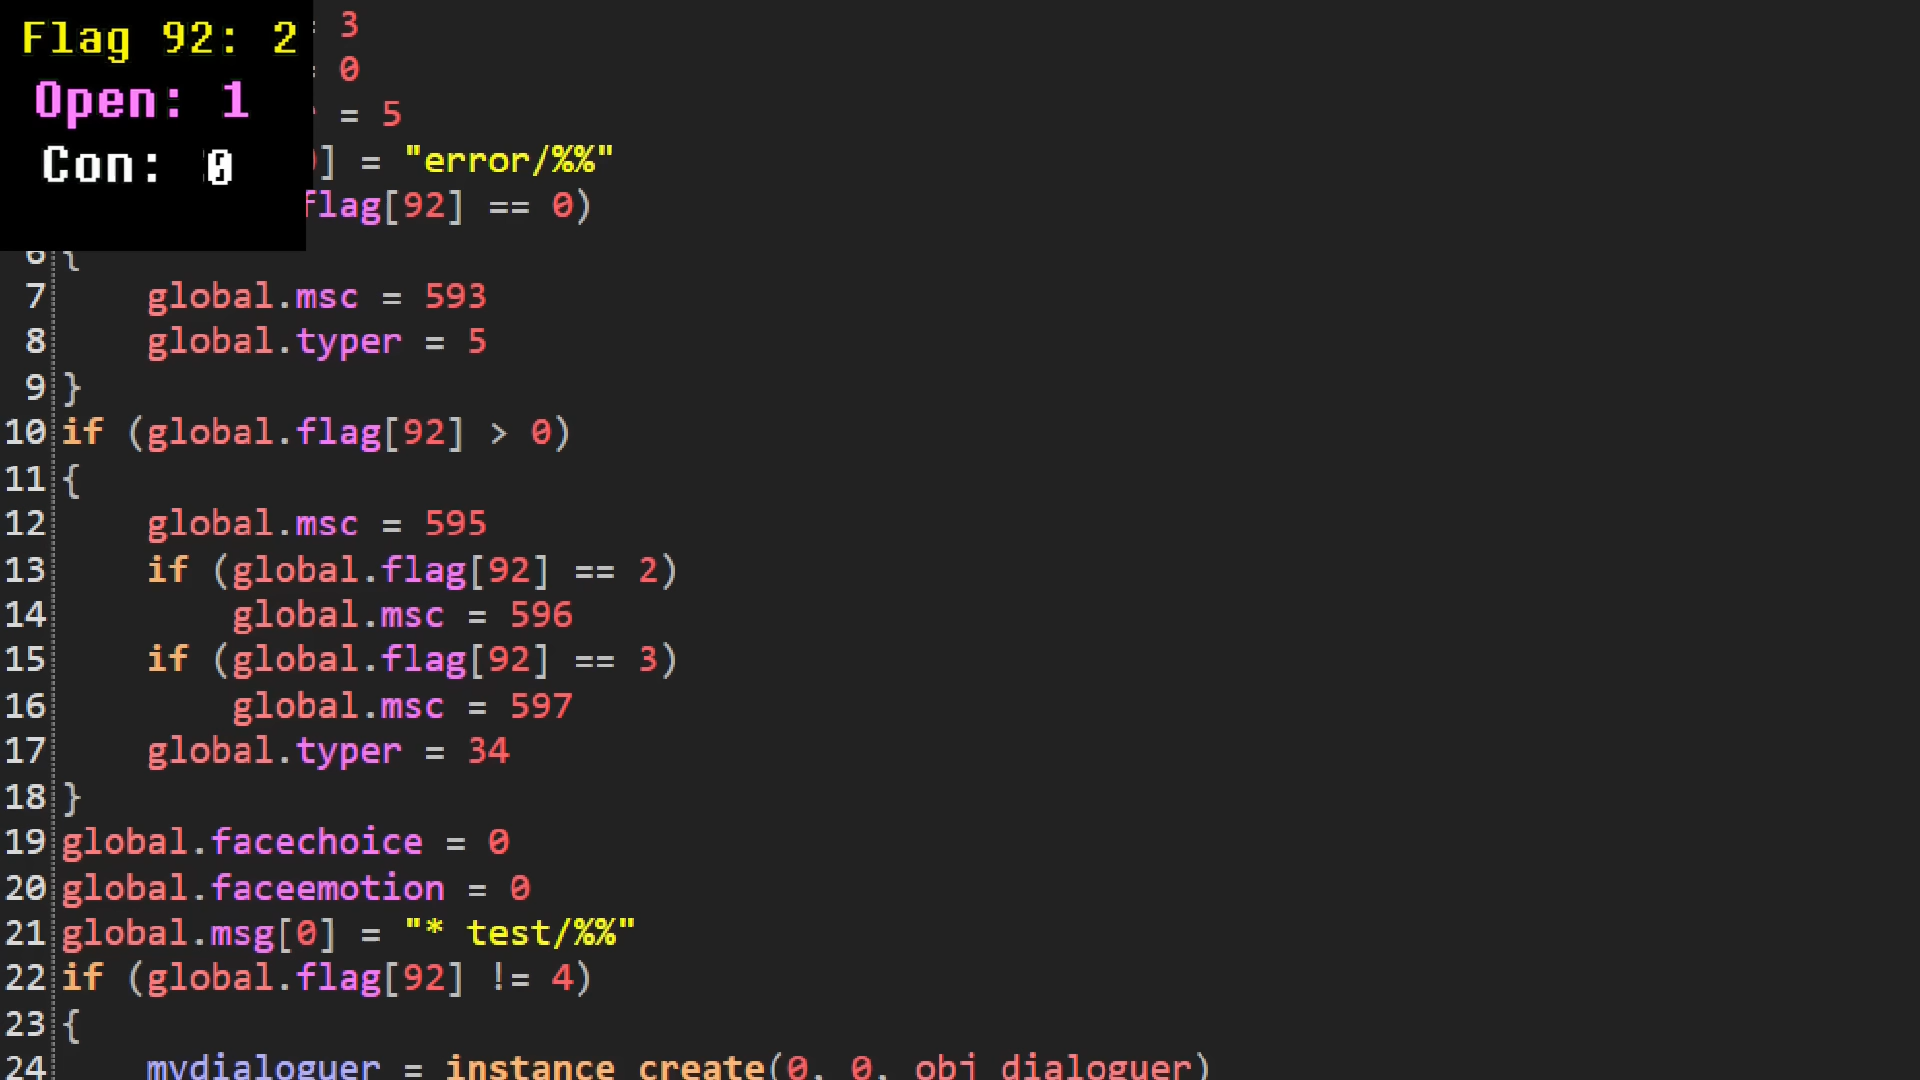 Flag 92: 2
Open: 1
Con: 0
= 3
= 0
= 5
] = "error/%%"
flag[92] == 0)
6 {
7 global.msc = 593
8 global.typer = 5
9 }
10 if (global.flag[92] > 0)
11 {
12 global.msc = 595
13 if (global.flag[92] == 2)
14 global.msc = 596
15 if (global.flag[92] == 3)
16 global.msc = 597
17 global.typer = 34
18 }
19 global.facechoice = 0
20 global.faceemotion = 0
21 global.msg[0] = "* test/%%"
22 if (global.flag[92] != 4)
23 {
24 mydialoguer = instance_create(0, 0, obj_dialoguer)